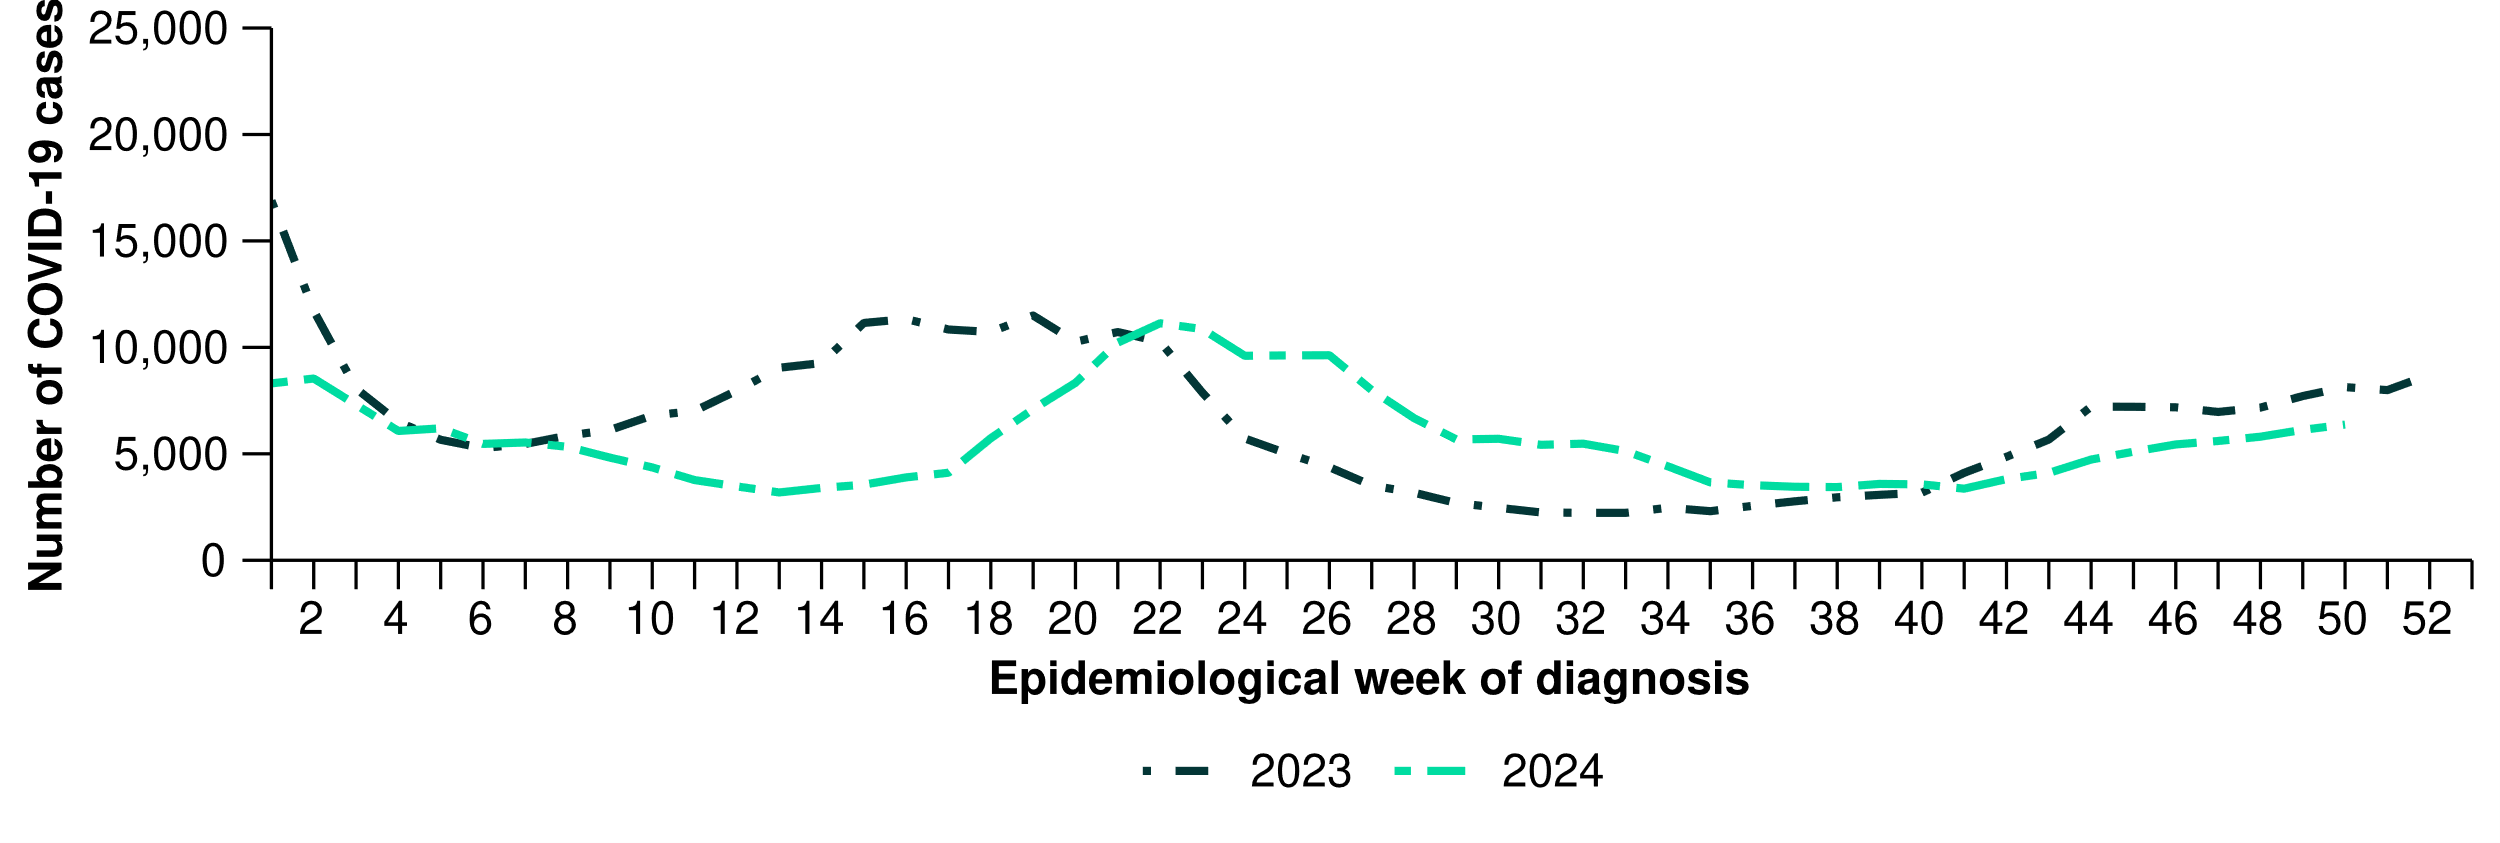 Number of COVID-19 cases
25,000
20,000
15,000
10,000
5,000
0
2 4 6 8 10 12 14 16 18 20 22 24 26 28 30 32 34 36 38 40 42 44 46 48 50 52
Epidemiological week of diagnosis
2023 2024